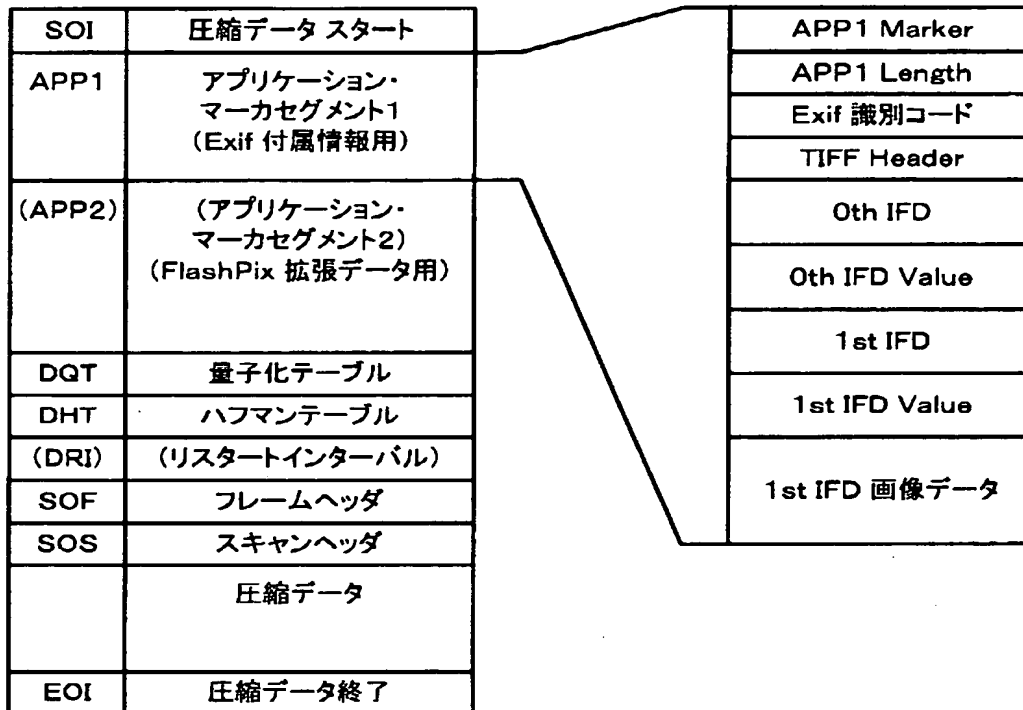 SOI 圧縮データ スタート
APP1 アプリケーション・
マーカセグメント1
(Exif 付属情報用)
(APP2) (アプリケーション・
マーカセグメント2)
(FlashPix 拡張データ用)
DQT 量子化テーブル
DHT ハフマンテーブル
(DRI) (リスタートインターバル)
SOF フレームヘッダ
SOS スキャンヘッダ
圧縮データ
EOI 圧縮データ終了
APP1 Marker
APP1 Length
Exif 識別コード
TIFF Header
0th IFD
0th IFD Value
1st IFD
1st IFD Value
1st IFD 画像データ